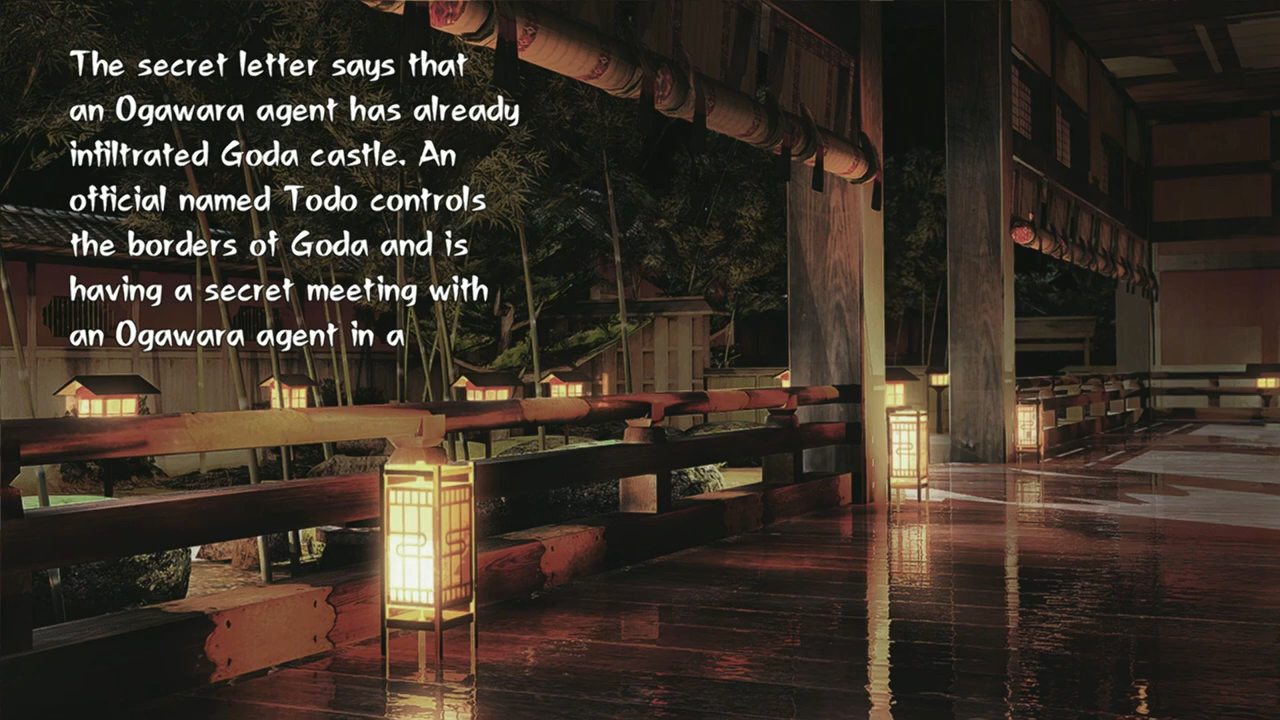 The secret letter says that
an Ogawara agent has already
infiltrated Goda castle. An
official named Todo controls
the borders of Goda and is
having a secret meeting with
an Ogawara agent in a